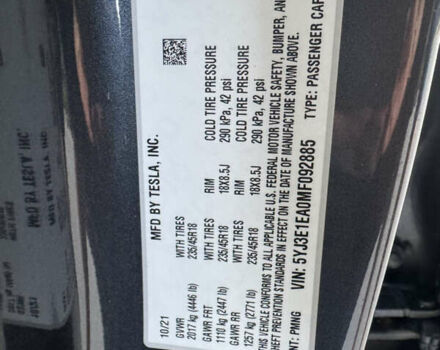 MFD BY TESLA, INC.
10/21
GVWR
2017 kg (4446 lb)
GAWR FRT
1110 kg (2447 lb)
GAWR RR
1257 kg (2771 lb)
WITH TIRES
235/45R18
WITH TIRES
235/45R18
WITH TIRES
235/45R18
RIM
18X8.5J
RIM
18X8.5J
COLD TIRE PRESSURE
290 kPa, 42 psi
COLD TIRE PRESSURE
290 kPa, 42 psi
THIS VEHICLE CONFORMS TO ALL APPLICABLE U.S. FEDERAL MOTOR VEHICLE SAFETY, BUMPER, AND
THEFT PREVENTION STANDARDS IN EFFECT ON THE DATE OF MANUFACTURE SHOWN ABOVE.
VIN: 5YJ3E1EA0MF092885
TYPE: PASSENGER CAR
PAINT: PMNG